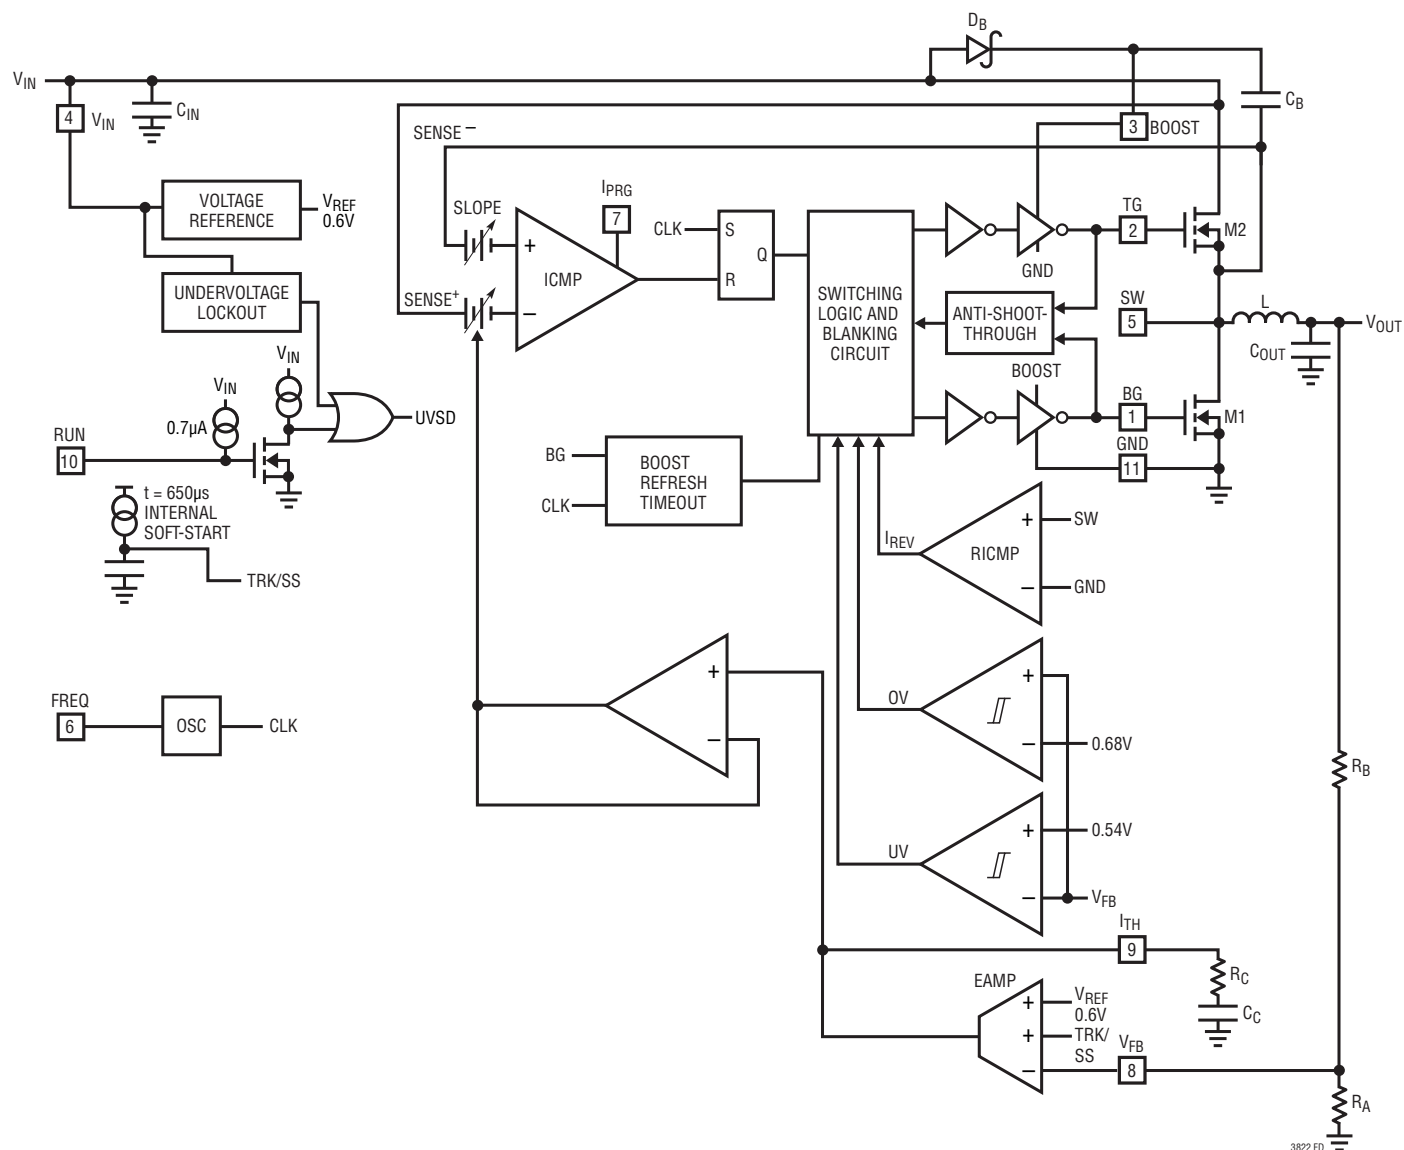 DB
VIN
4
VIN
CIN
CB
3
BOOST
SENSE−
VOLTAGE
REFERENCE
VREF
0.6V
SLOPE
IPRG
7
CLK
S
Q
R
TG
2
M2
GND
+
ICMP
−
SENSE+
UNDERVOLTAGE
LOCKOUT
SWITCHING
LOGIC AND
BLANKING
CIRCUIT
ANTI-SHOOT-
THROUGH
SW
5
L
VOUT
COUT
VIN
VIN
0.7µA
UVSD
BOOST
BG
1
M1
GND
11
RUN
10
t = 650µs
INTERNAL
SOFT-START
TRK/SS
BG
CLK
BOOST
REFRESH
TIMEOUT
IREV
+
SW
RICMP
−
GND
FREQ
6
OSC
CLK
+
−
+
OV
−
0.68V
RB
+
0.54V
UV
−
VFB
ITH
9
RC
CC
EAMP
+
VREF
0.6V
+
TRK/
SS
−
VFB
8
RA
3822 FD